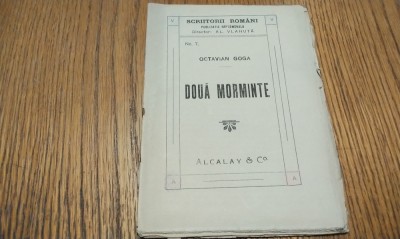 SCRIITORII ROMÂNI
Director: AL. VLAHUȚĂ
No. 7.
OCTAVIAN GOGA
DOUĂ MORMINTE
ALCALAY & Co